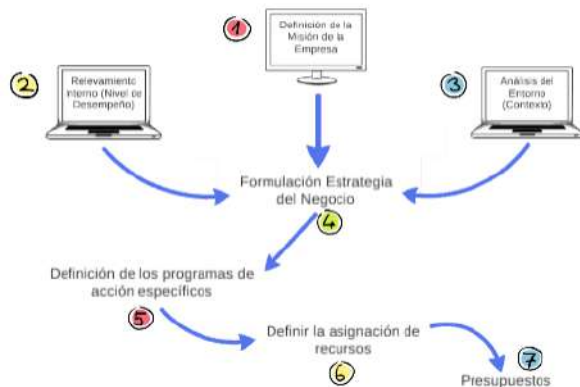 1
Definición de la
Misión de la
Empresa
2
Relevamiento
Interno (Nivel de
Desempeño)
3
Análisis del
Entorno
(Contexto)
Formulación Estrategia
del Negocio
4
Definición de los programas de
acción específicos
5
Definir la asignación de
recursos
6
7
Presupuestos